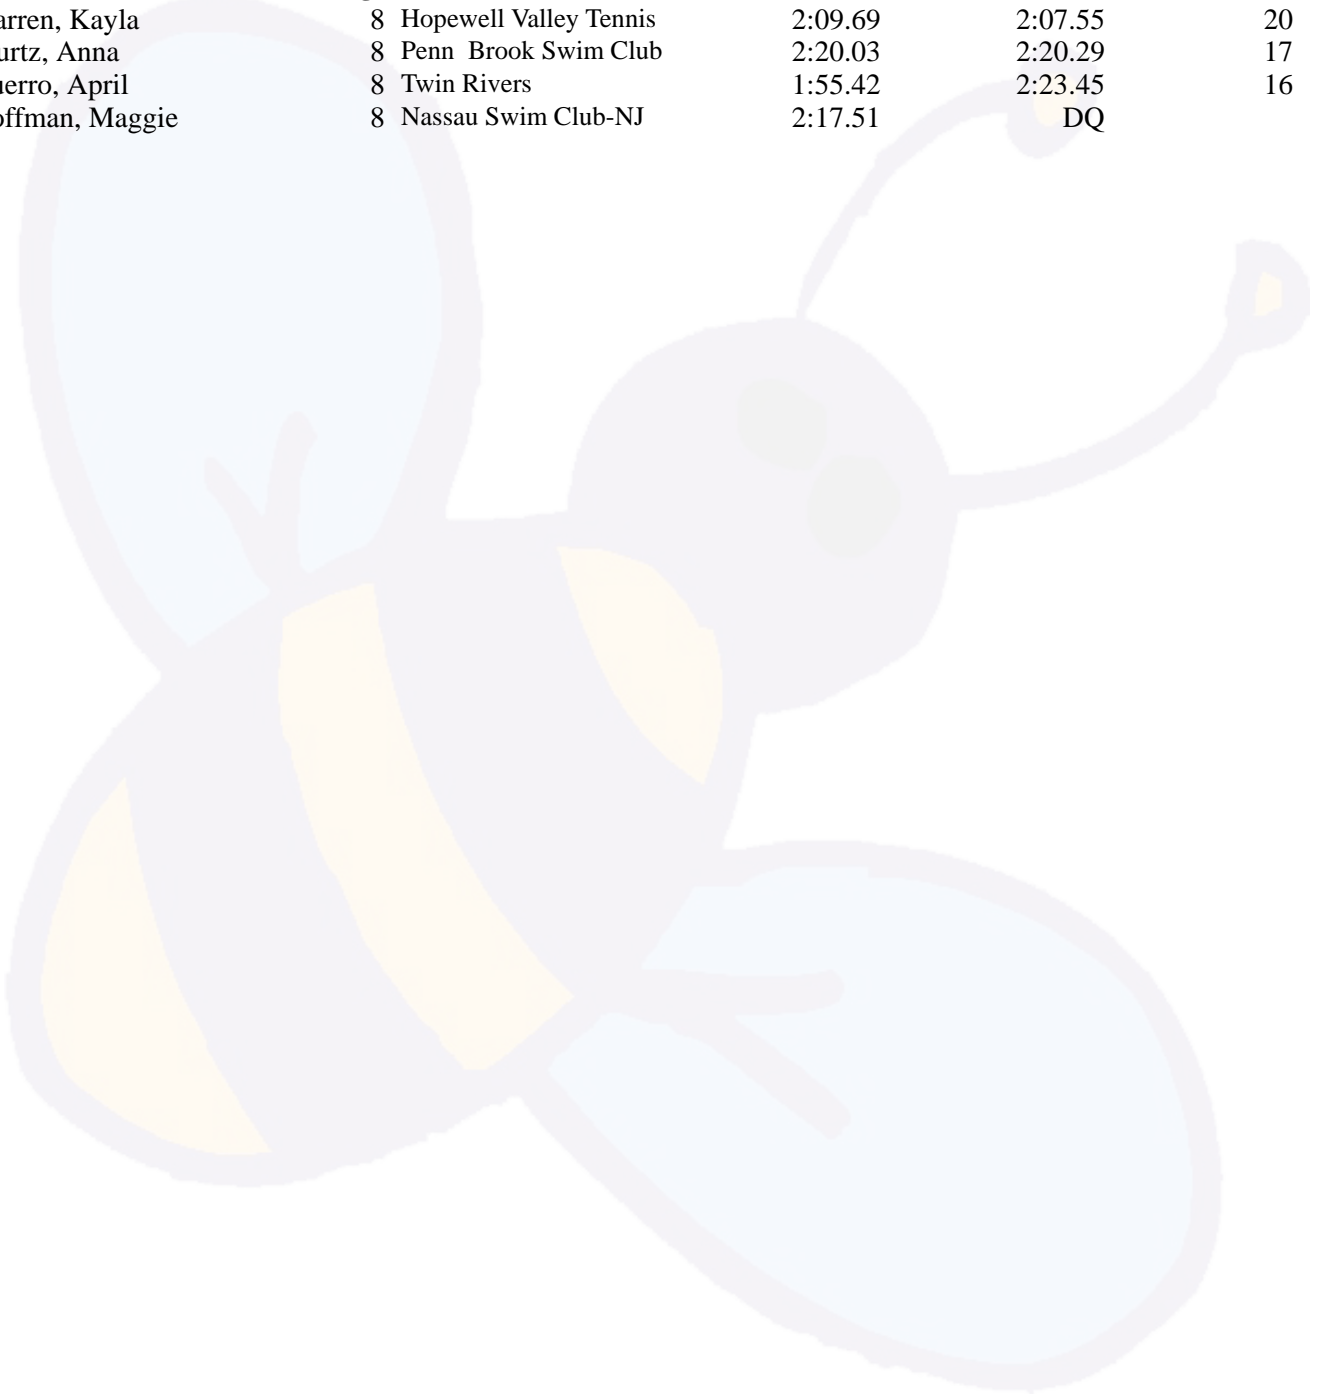 arren, Kayla 8 Hopewell Valley Tennis 2:09.69 2:07.55 20
urtz, Anna 8 Penn Brook Swim Club 2:20.03 2:20.29 17
uerro, April 8 Twin Rivers 1:55.42 2:23.45 16
offman, Maggie 8 Nassau Swim Club-NJ 2:17.51 DQ